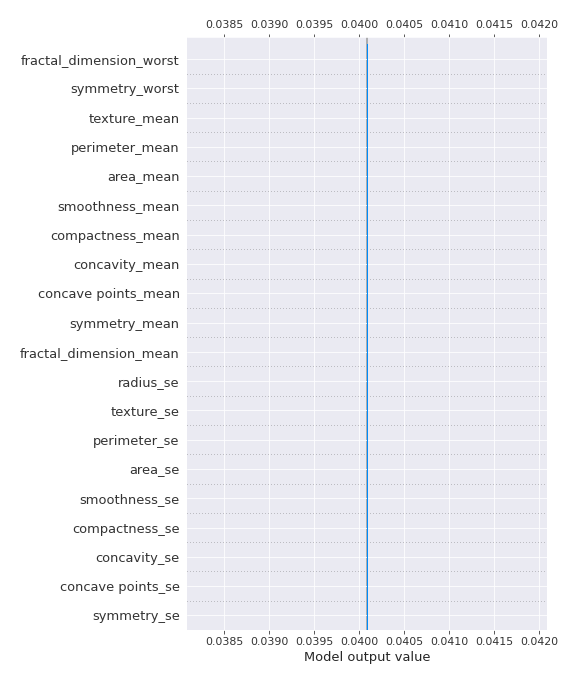 0.0385 0.0390 0.0395 0.0400 0.0405 0.0410 0.0415 0.0420
fractal_dimension_worst
symmetry_worst
texture_mean
perimeter_mean
area_mean
smoothness_mean
compactness_mean
concavity_mean
concave points_mean
symmetry_mean
fractal_dimension_mean
radius_se
texture_se
perimeter_se
area_se
smoothness_se
compactness_se
concavity_se
concave points_se
symmetry_se
0.0385 0.0390 0.0395 0.0400 0.0405 0.0410 0.0415 0.0420
Model output value